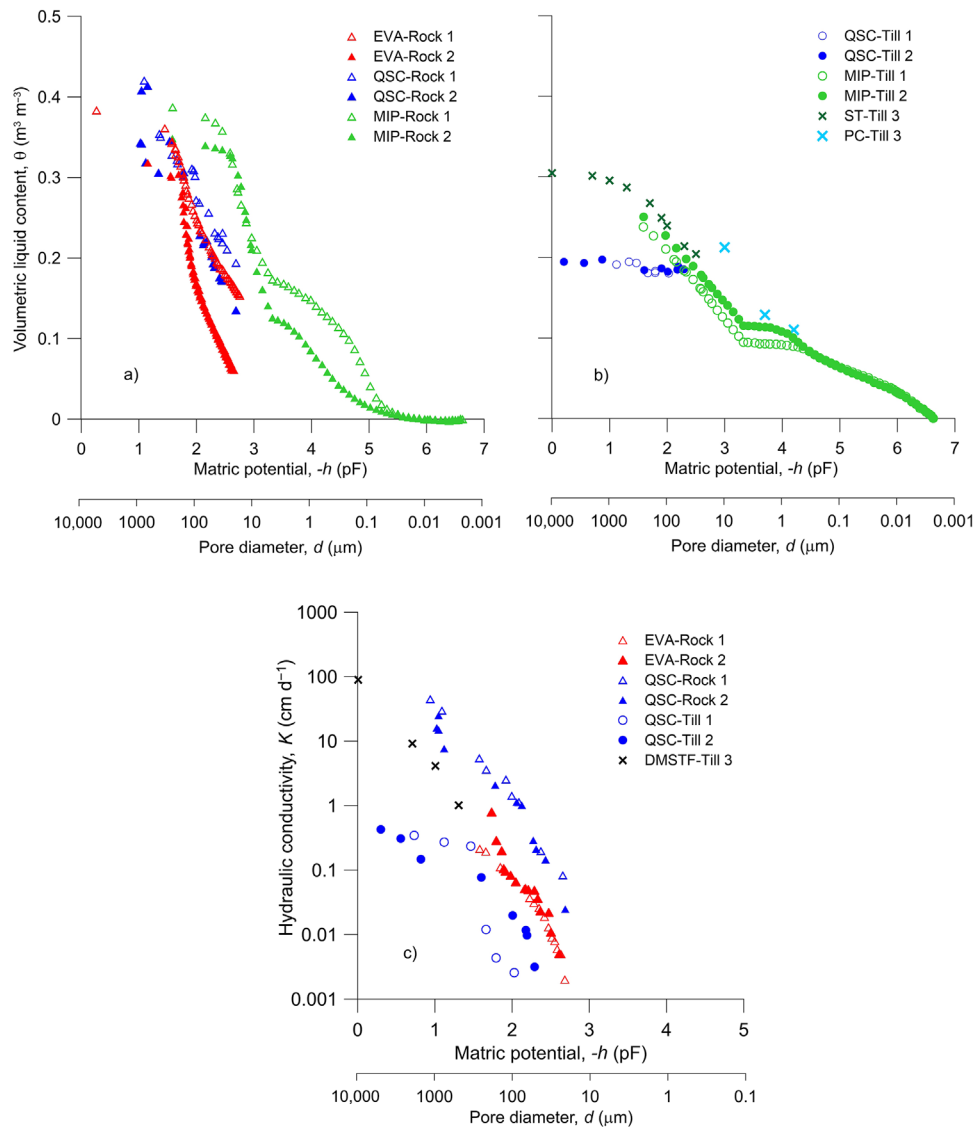 0.5
0.4
0.3
0.2
0.1
0
Volumetric liquid content, θ (m³ m⁻³)
EVA-Rock 1
EVA-Rock 2
QSC-Rock 1
QSC-Rock 2
MIP-Rock 1
MIP-Rock 2
a)
0 1 2 3 4 5 6 7
Matric potential, -h (pF)
10,000 1000 100 10 1 0.1 0.01 0.001
Pore diameter, d (μm)
QSC-Till 1
QSC-Till 2
MIP-Till 1
MIP-Till 2
ST-Till 3
PC-Till 3
b)
0 1 2 3 4 5 6 7
Matric potential, -h (pF)
10,000 1000 100 10 1 0.1 0.01 0.001
Pore diameter, d (μm)
1000
100
10
1
0.1
0.01
0.001
Hydraulic conductivity, K (cm d⁻¹)
EVA-Rock 1
EVA-Rock 2
QSC-Rock 1
QSC-Rock 2
QSC-Till 1
QSC-Till 2
DMSTF-Till 3
c)
0 1 2 3 4 5
Matric potential, -h (pF)
10,000 1000 100 10 1 0.1
Pore diameter, d (μm)